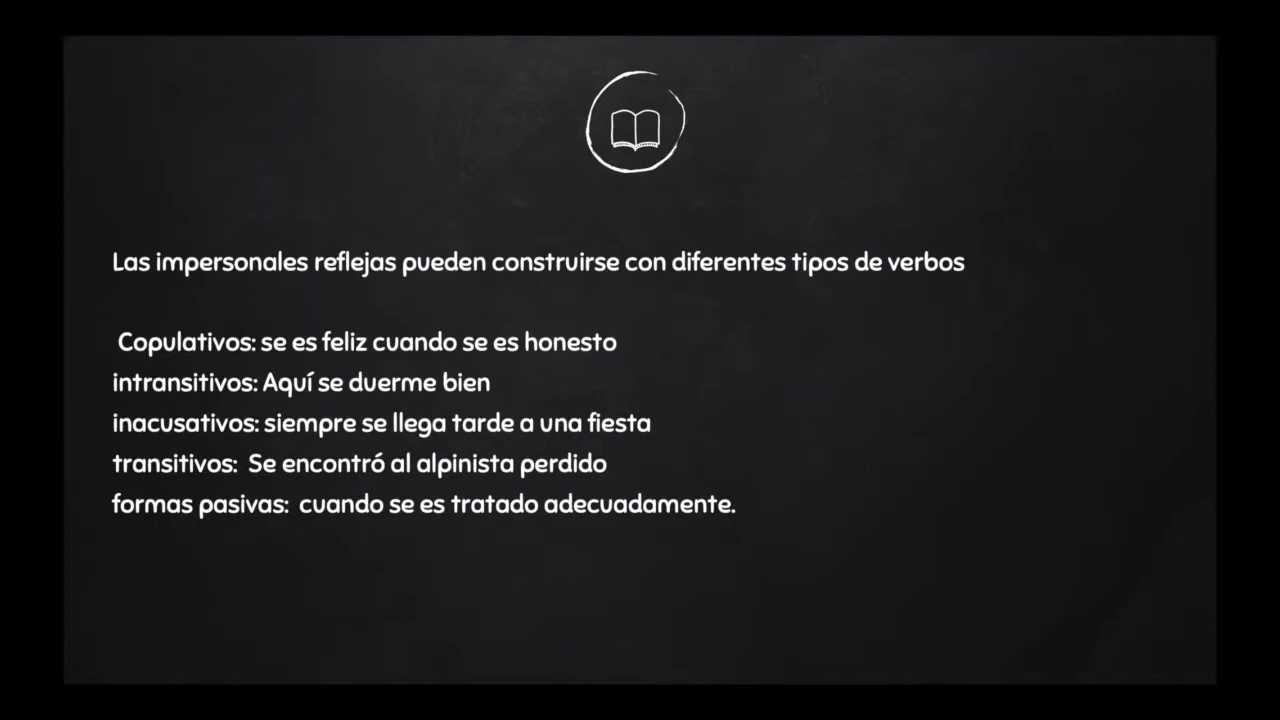 Las impersonales reflejas pueden construirse con diferentes tipos de verbos
Copulativos: se es feliz cuando se es honesto
intransitivos: Aquí se duerme bien
inacusativos: siempre se llega tarde a una fiesta
transitivos: Se encontró al alpinista perdido
formas pasivas: cuando se es tratado adecuadamente.